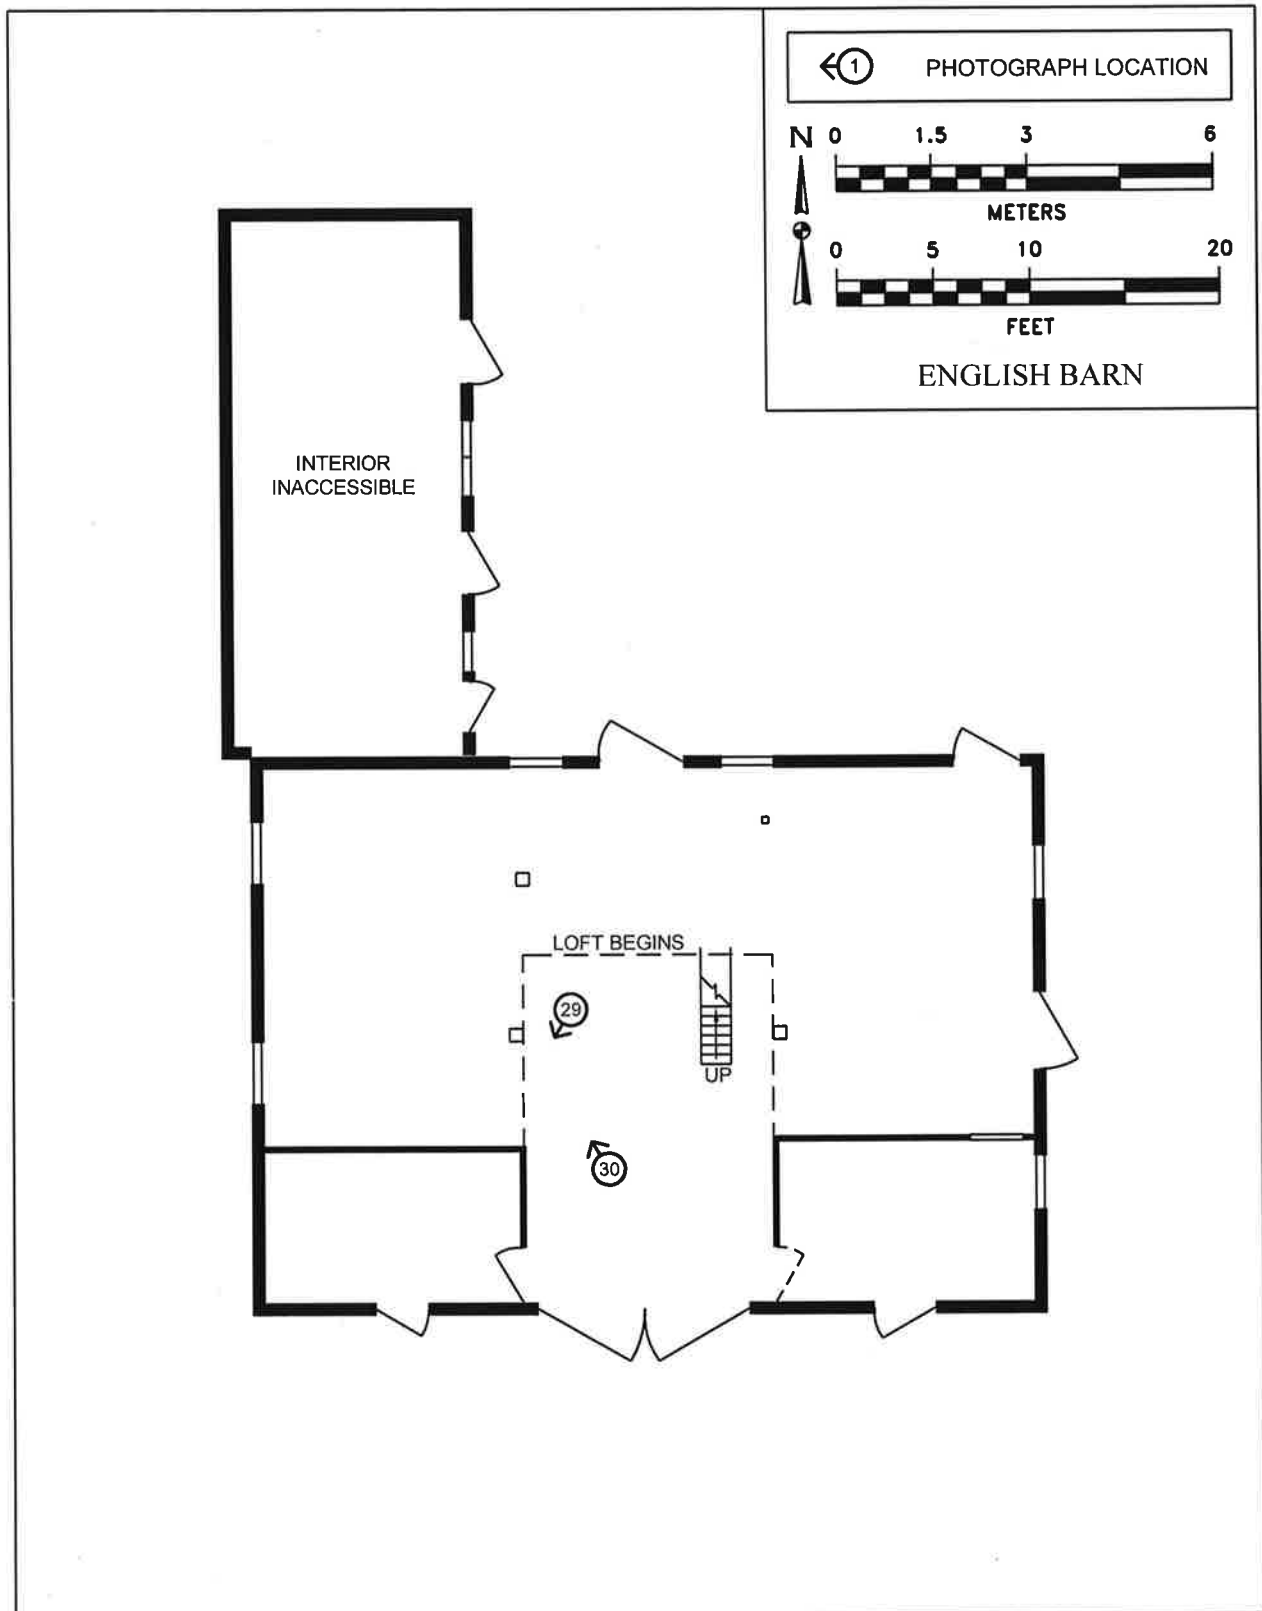 1 PHOTOGRAPH LOCATION
N 0 1.5 3 6
METERS
0 5 10 20
FEET
ENGLISH BARN
INTERIOR
INACCESSIBLE
LOFT BEGINS
29
UP
30